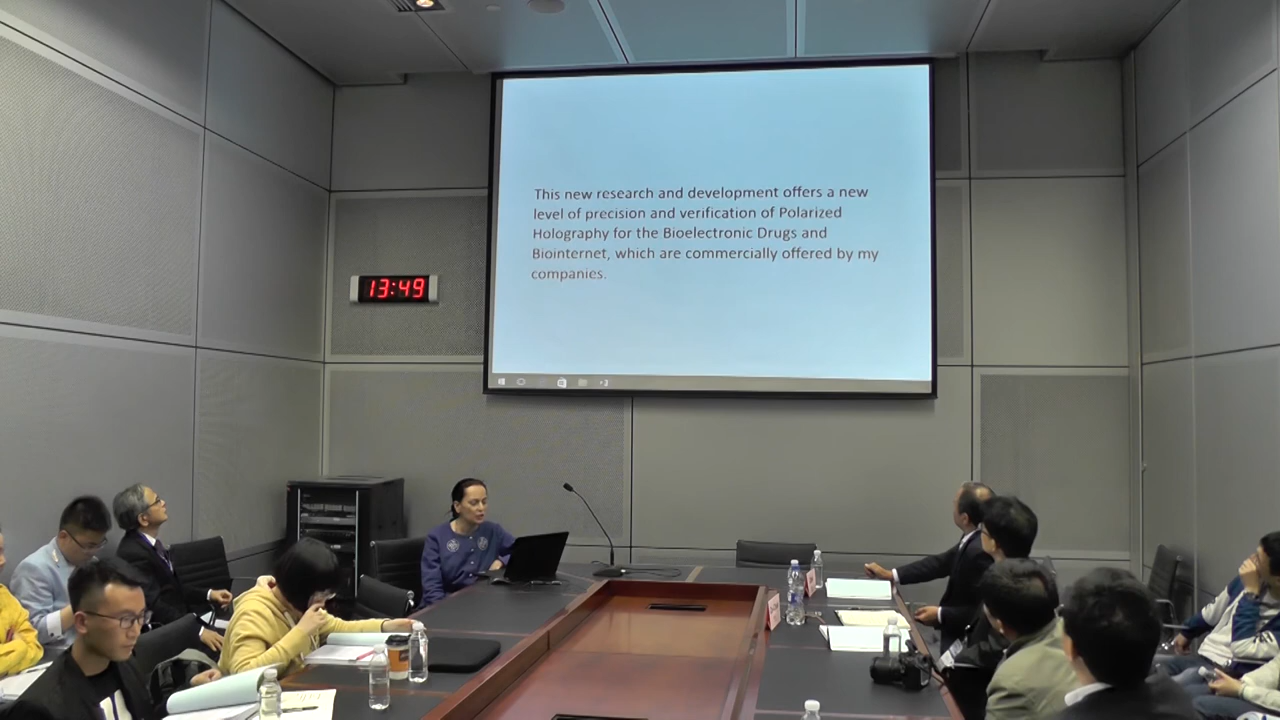 This new research and development offers a new
level of precision and verification of Polarized
Holography for the Bioelectronic Drugs and
Biointernet, which are commercially offered by my
companies.
13:49